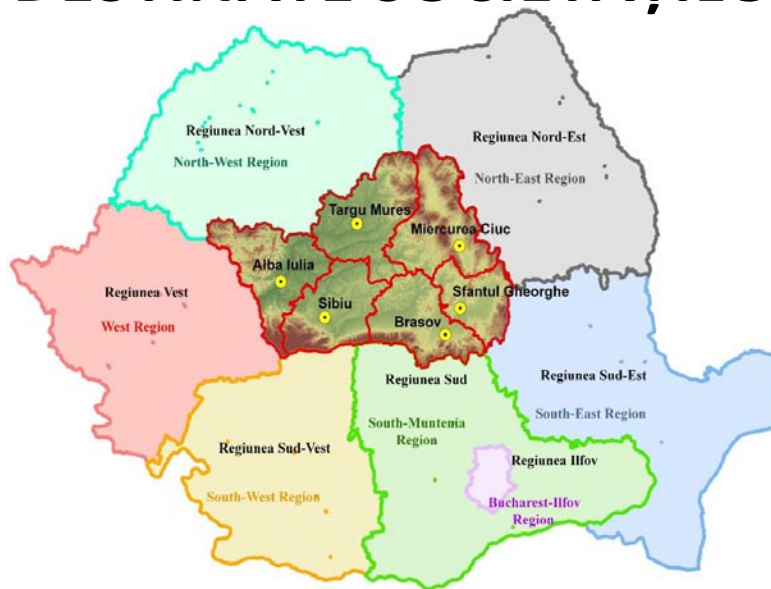 Regiunea Nord-Vest
North-West Region
Regiunea Nord-Est
North-East Region
Targu Mures
Miercurea Ciuc
Alba Iulia
Sfantul Gheorghe
Sibiu
Brasov
Regiunea Vest
West Region
Regiunea Sud
South-Muntenia
Region
Regiunea Sud-Est
South-East Region
Regiunea Sud-Vest
South-West Region
Regiunea Ilfov
Bucharest-Ilfov
Region